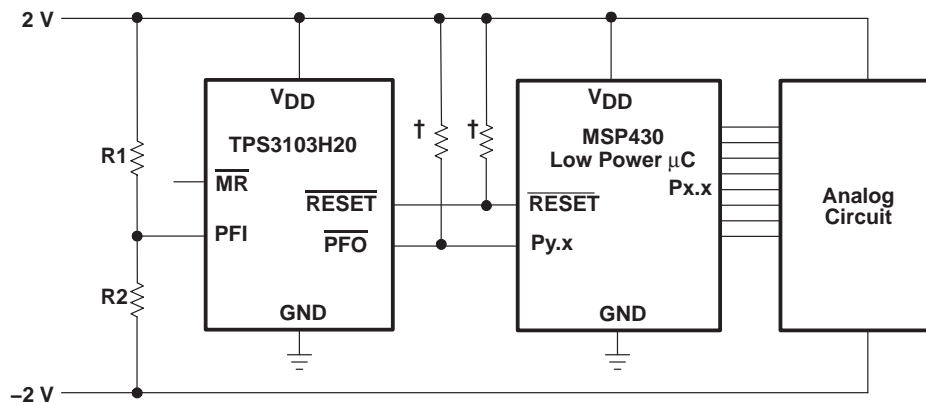 2 V
VDD
TPS3103H20
MR
RESET
PFI
PFO
GND
R1
R2
†
†
VDD
MSP430
Low Power μC
Px.x
RESET
Py.x
GND
Analog
Circuit
–2 V